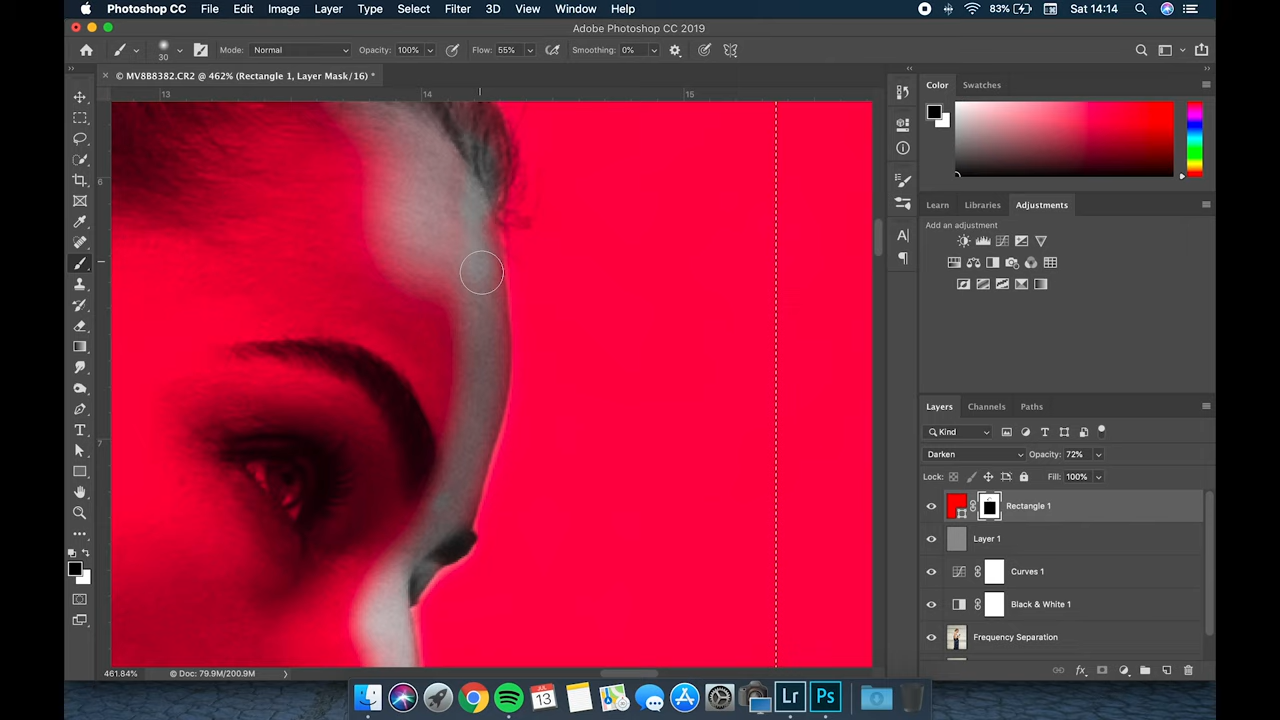 Photoshop CC File Edit Image Layer Type Select Filter 3D View Window Help 83% Sat 14:14
Adobe Photoshop CC 2019
30 Mode: Normal Opacity: 100% Flow: 55% Smoothing: 0%
× © MV8B8382.CR2 @ 462% (Rectangle 1, Layer Mask/16) *
13 14 15
6
7
Color Swatches
Learn Libraries Adjustments
Add an adjustment
Layers Channels Paths
Kind
Darken Opacity: 72%
Lock: Fill: 100%
Rectangle 1
Layer 1
Curves 1
Black & White 1
Frequency Separation
fx
461.84% © Doc: 79.9M/200.9M
JUL
13
Lr Ps